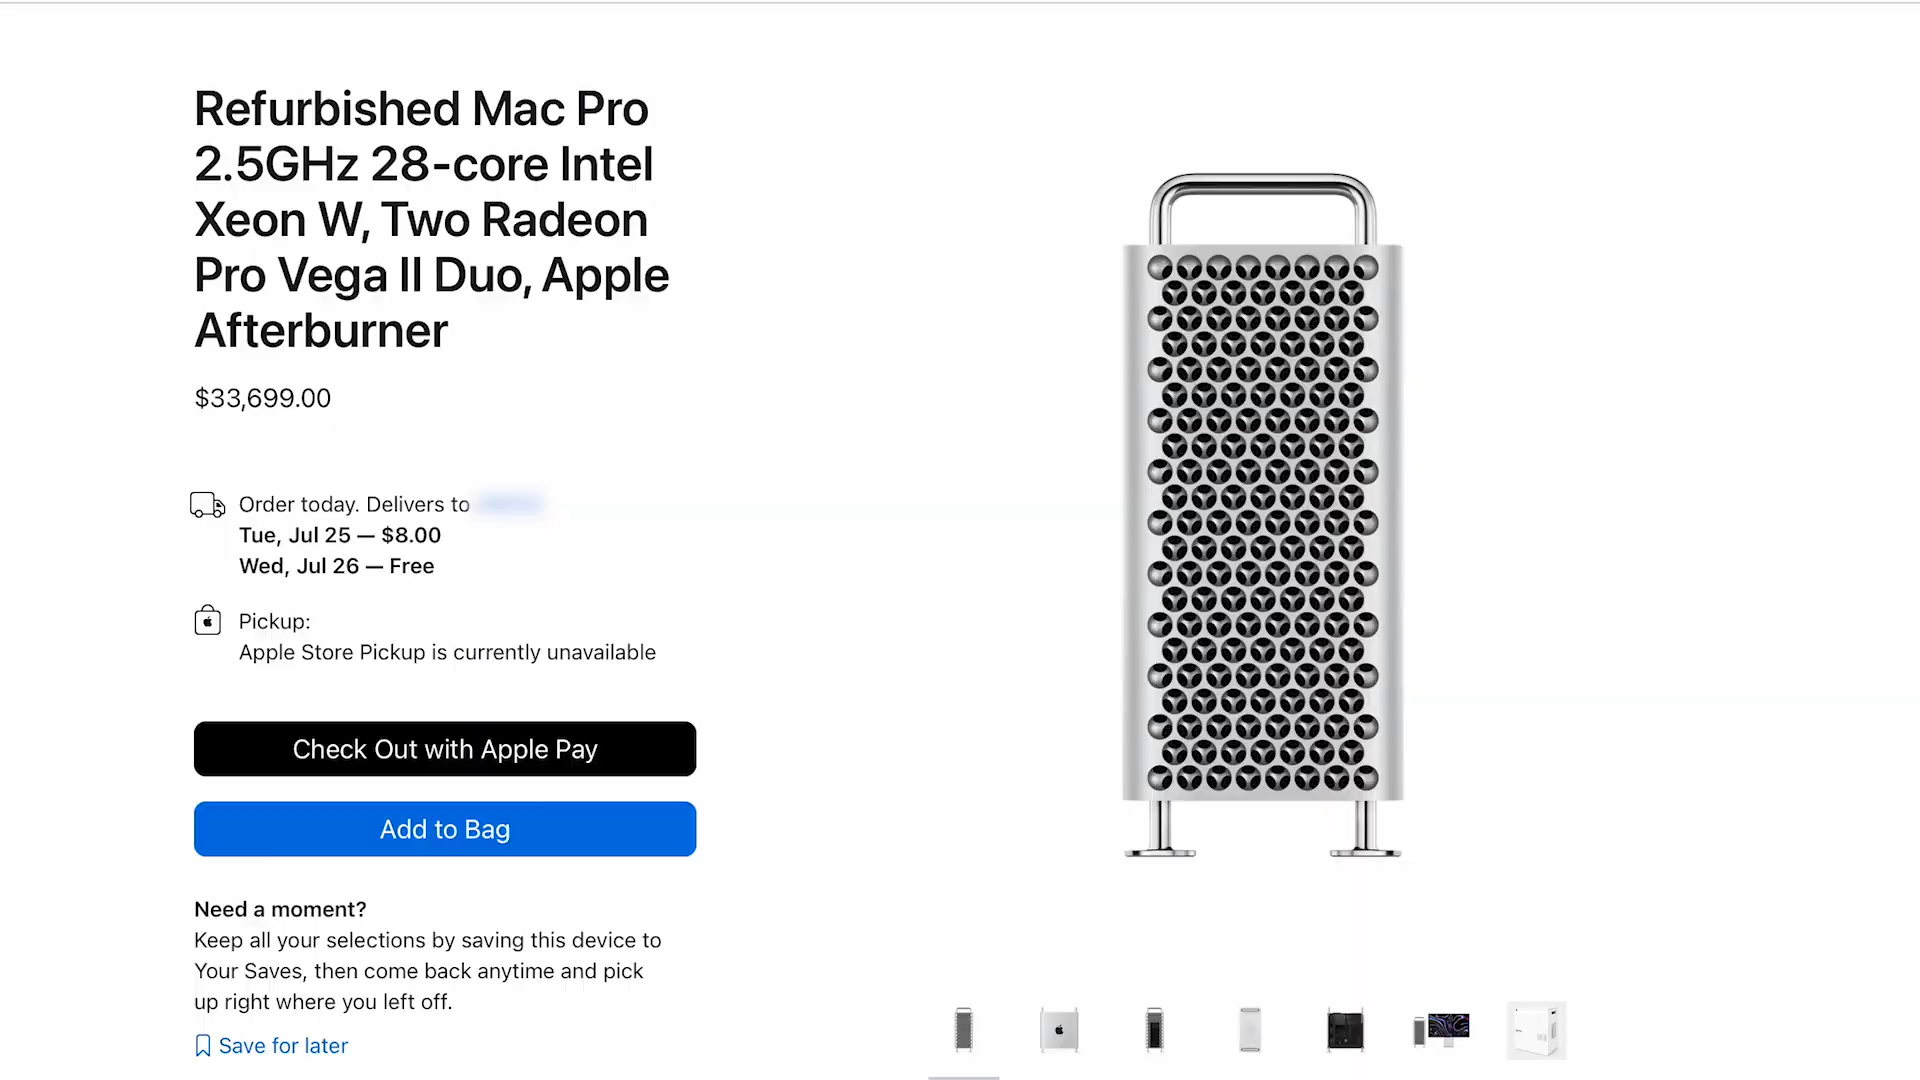 Refurbished Mac Pro
2.5GHz 28-core Intel
Xeon W, Two Radeon
Pro Vega II Duo, Apple
Afterburner
$33,699.00
Order today. Delivers to
Tue, Jul 25 — $8.00
Wed, Jul 26 — Free
Pickup:
Apple Store Pickup is currently unavailable
Check Out with Apple Pay
Add to Bag
Need a moment?
Keep all your selections by saving this device to
Your Saves, then come back anytime and pick
up right where you left off.
Save for later